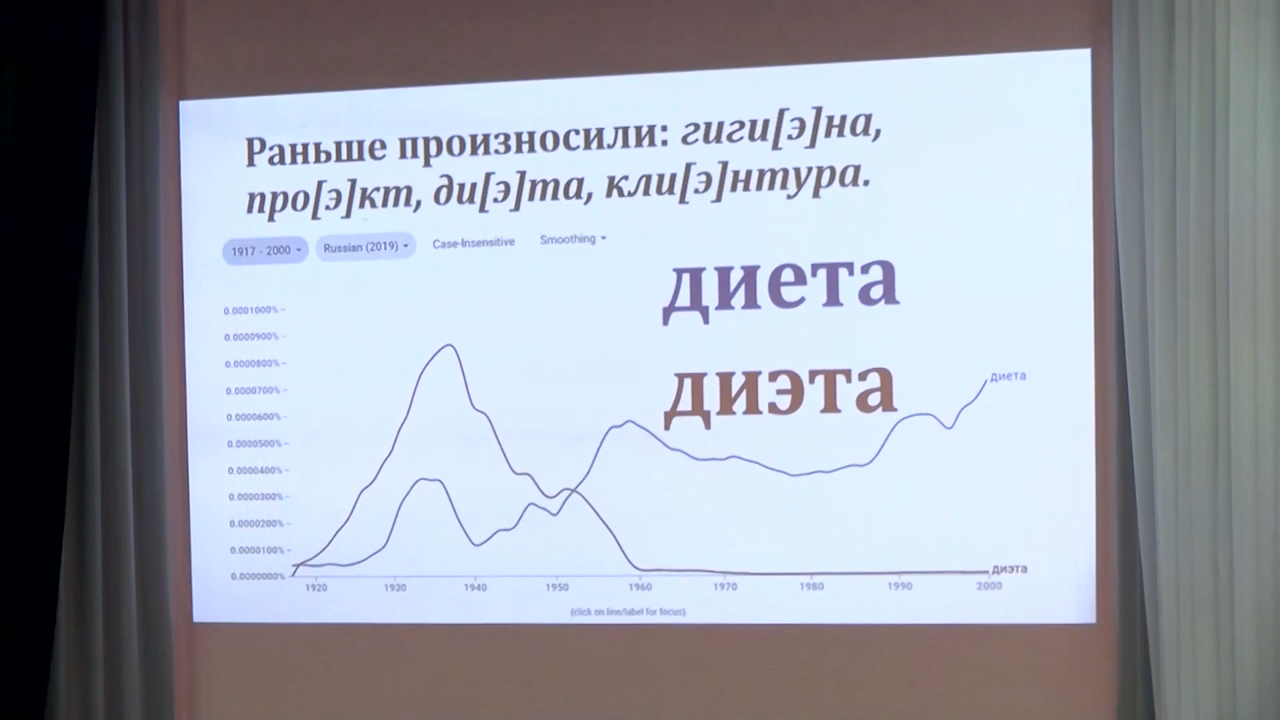 Раньше произносили: гиги[э]на,
про[э]кт, ди[э]та, кли[э]нтура.
1917 - 2000 Russian (2019) Case-Insensitive Smoothing
диета
диэта
0.0001000%
0.0000900%
0.0000800%
0.0000700%
0.0000600%
0.0000500%
0.0000400%
0.0000300%
0.0000200%
0.0000100%
0.0000000%
диета
диэта
1920 1930 1940 1950 1960 1970 1980 1990 2000
(click on line/label for focus)